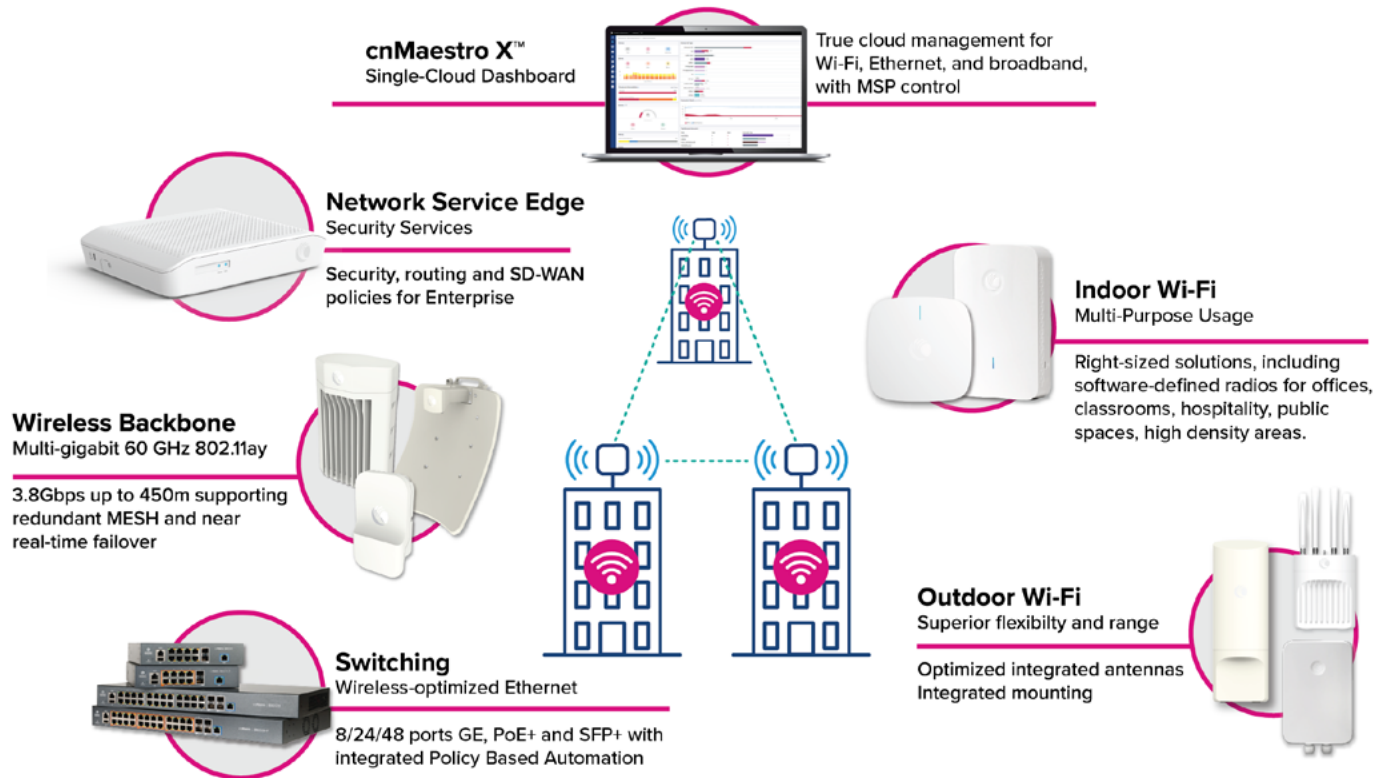 cnMaestro X™
Single-Cloud Dashboard
True cloud management for
Wi-Fi, Ethernet, and broadband,
with MSP control
Network Service Edge
Security Services
Security, routing and SD-WAN
policies for Enterprise
Indoor Wi-Fi
Multi-Purpose Usage
Right-sized solutions, including
software-defined radios for offices,
classrooms, hospitality, public
spaces, high density areas.
Wireless Backbone
Multi-gigabit 60 GHz 802.11ay
3.8Gbps up to 450m supporting
redundant MESH and near
real-time failover
Outdoor Wi-Fi
Superior flexibilty and range
Optimized integrated antennas
Integrated mounting
Switching
Wireless-optimized Ethernet
8/24/48 ports GE, PoE+ and SFP+ with
integrated Policy Based Automation